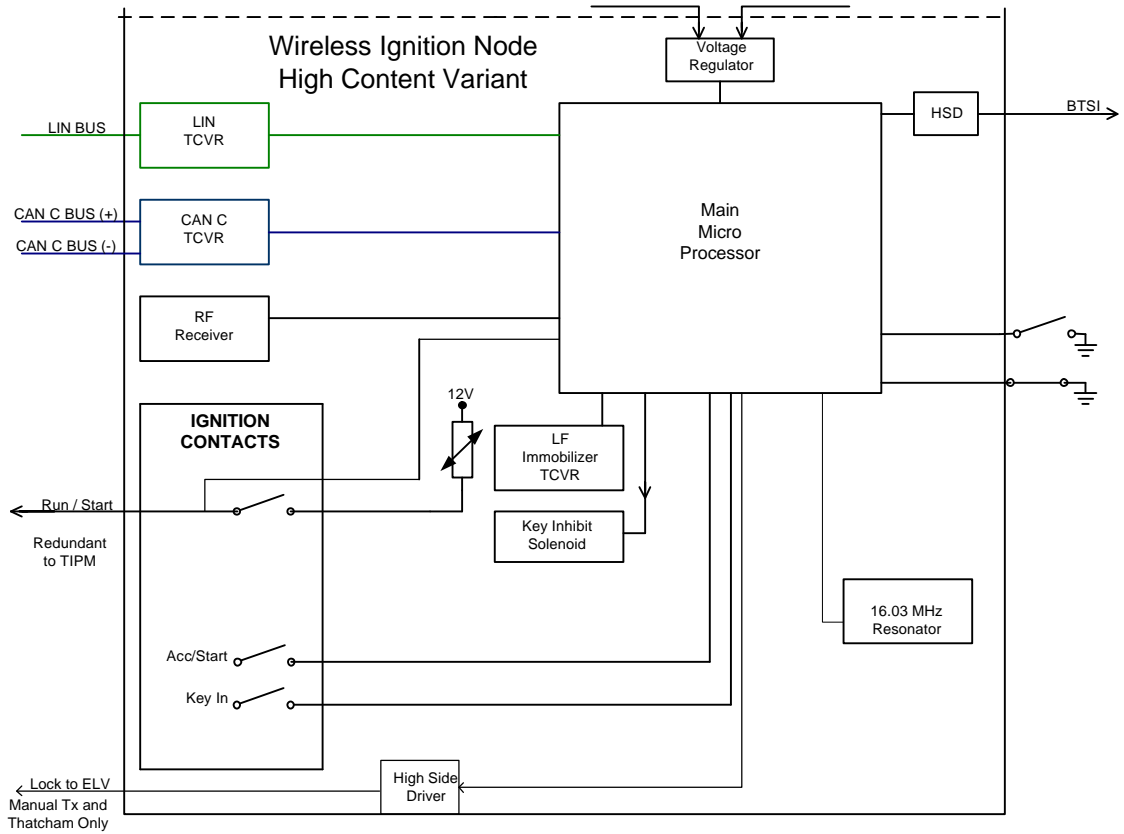 Wireless Ignition Node
High Content Variant
Voltage
Regulator
LIN BUS
LIN
TCVR
HSD
BTSI
CAN C BUS (+)
CAN C BUS (-)
CAN C
TCVR
Main
Micro
Processor
RF
Receiver
IGNITION
CONTACTS
12V
LF
Immobilizer
TCVR
Run / Start
Redundant
to TIPM
Key Inhibit
Solenoid
16.03 MHz
Resonator
Acc/Start
Key In
Lock to ELV
Manual Tx and
Thatcham Only
High Side
Driver